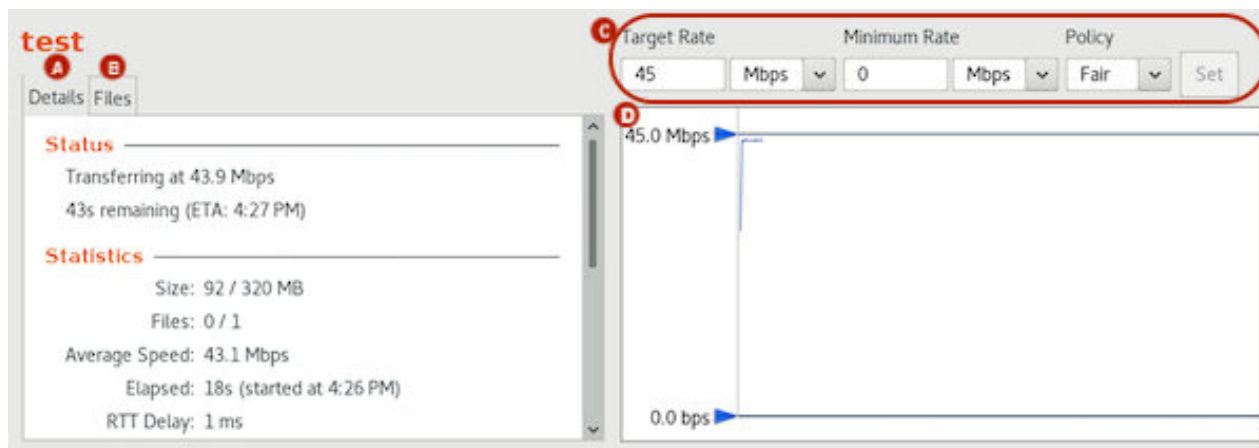 test
A B
Details Files
Status
Transferring at 43.9 Mbps
43s remaining (ETA: 4:27 PM)
Statistics
Size: 92 / 320 MB
Files: 0 / 1
Average Speed: 43.1 Mbps
Elapsed: 18s (started at 4:26 PM)
RTT Delay: 1 ms
C
Target Rate Minimum Rate Policy
45 Mbps 0 Mbps Fair Set
D
45.0 Mbps
0.0 bps